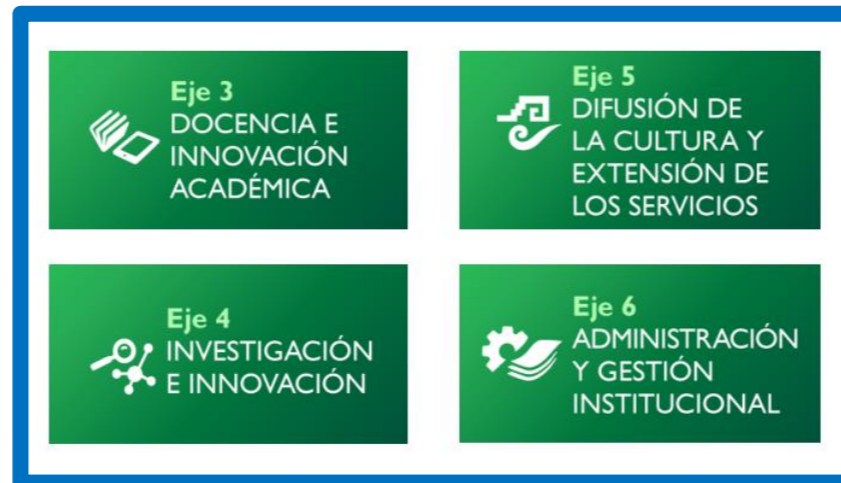 Eje 3
DOCENCIA E
INNOVACIÓN
ACADÉMICA
Eje 4
INVESTIGACIÓN
E INNOVACIÓN
Eje 5
DIFUSIÓN DE
LA CULTURA Y
EXTENSIÓN DE
LOS SERVICIOS
Eje 6
ADMINISTRACIÓN
Y GESTIÓN
INSTITUCIONAL